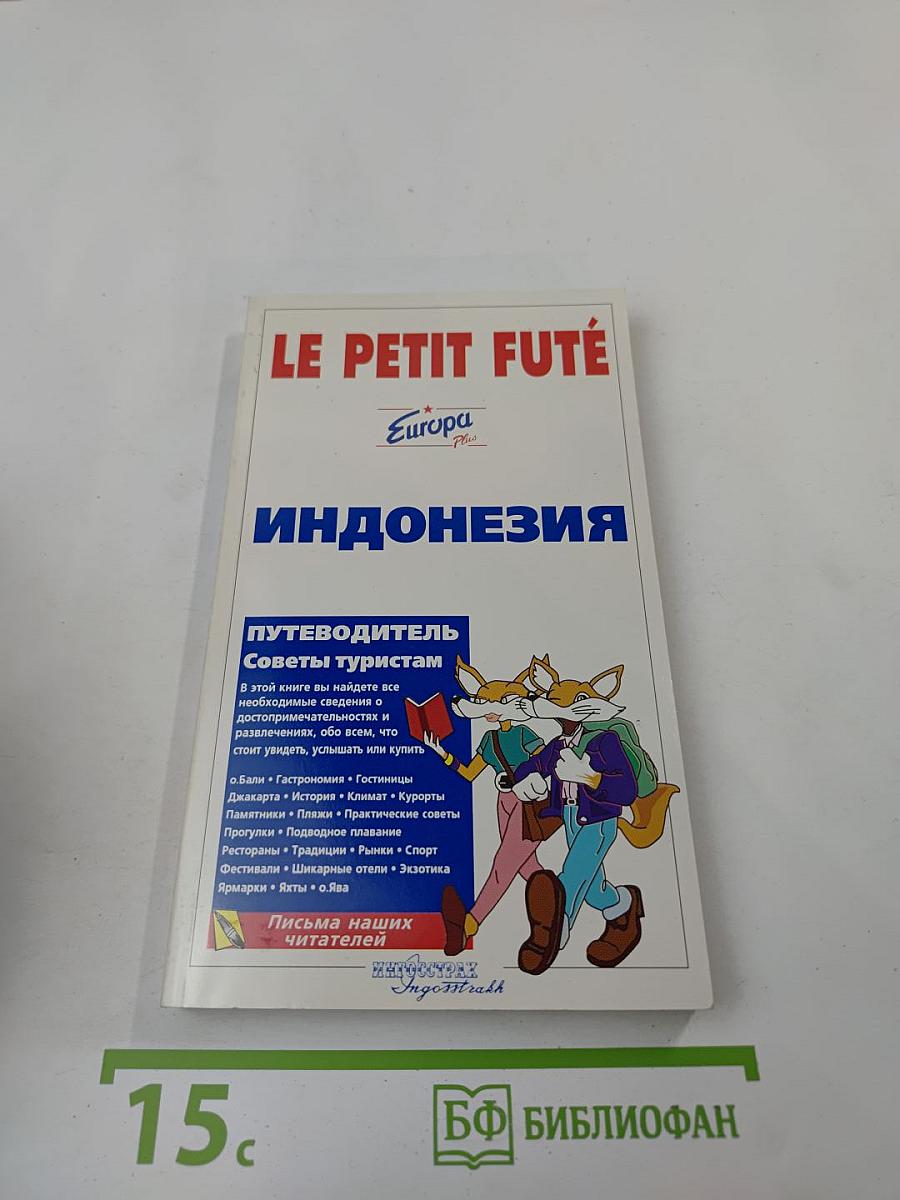 LE PETIT FUTÉ
Europa
Plus
ИНДОНЕЗИЯ
ПУТЕВОДИТЕЛЬ
Советы туристам
В этой книге вы найдете все
необходимые сведения о
достопримечательностях и
развлечениях, обо всем, что
стоит увидеть, услышать или купить
о.Бали • Гастрономия • Гостиницы
Джакарта • История • Климат • Курорты
Памятники • Пляжи • Практические советы
Прогулки • Подводное плавание
Рестораны • Традиции • Рынки • Спорт
Фестивали • Шикарные отели • Экзотика
Ярмарки • Яхты • о.Ява
Письма наших
читателей
ИНГОССТРАХ
Ingosstrakh
15 с
БФ БИБЛИОФАН